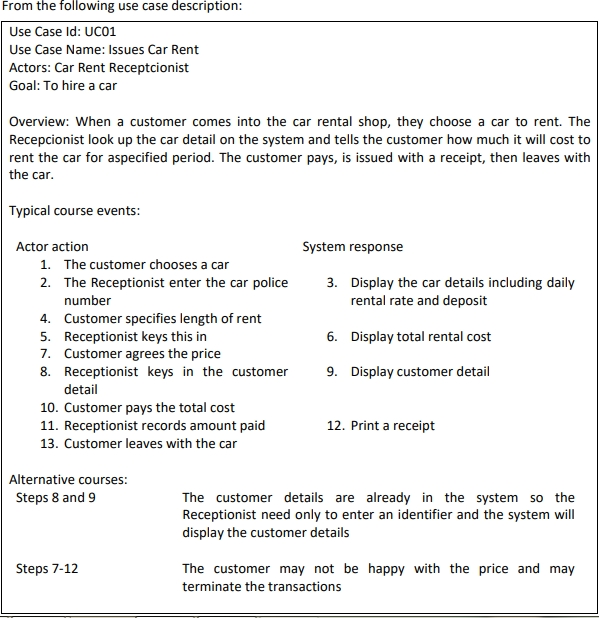 From the following use case description:
Use Case Id: UC01
Use Case Name: Issues Car Rent
Actors: Car Rent Receptcionist
Goal: To hire a car
Overview: When a customer comes into the car rental shop, they choose a car to rent. The
Recepcionist look up the car detail on the system and tells the customer how much it will cost to
rent the car for aspecified period. The customer pays, is issued with a receipt, then leaves with
the car.
Typical course events:
Actor action System response
1. The customer chooses a car
2. The Receptionist enter the car police 3. Display the car details including daily
number rental rate and deposit
4. Customer specifies length of rent
5. Receptionist keys this in 6. Display total rental cost
7. Customer agrees the price
8. Receptionist keys in the customer 9. Display customer detail
detail
10. Customer pays the total cost
11. Receptionist records amount paid 12. Print a receipt
13. Customer leaves with the car
Alternative courses:
Steps 8 and 9 The customer details are already in the system so the
Receptionist need only to enter an identifier and the system will
display the customer details
Steps 7-12 The customer may not be happy with the price and may
terminate the transactions